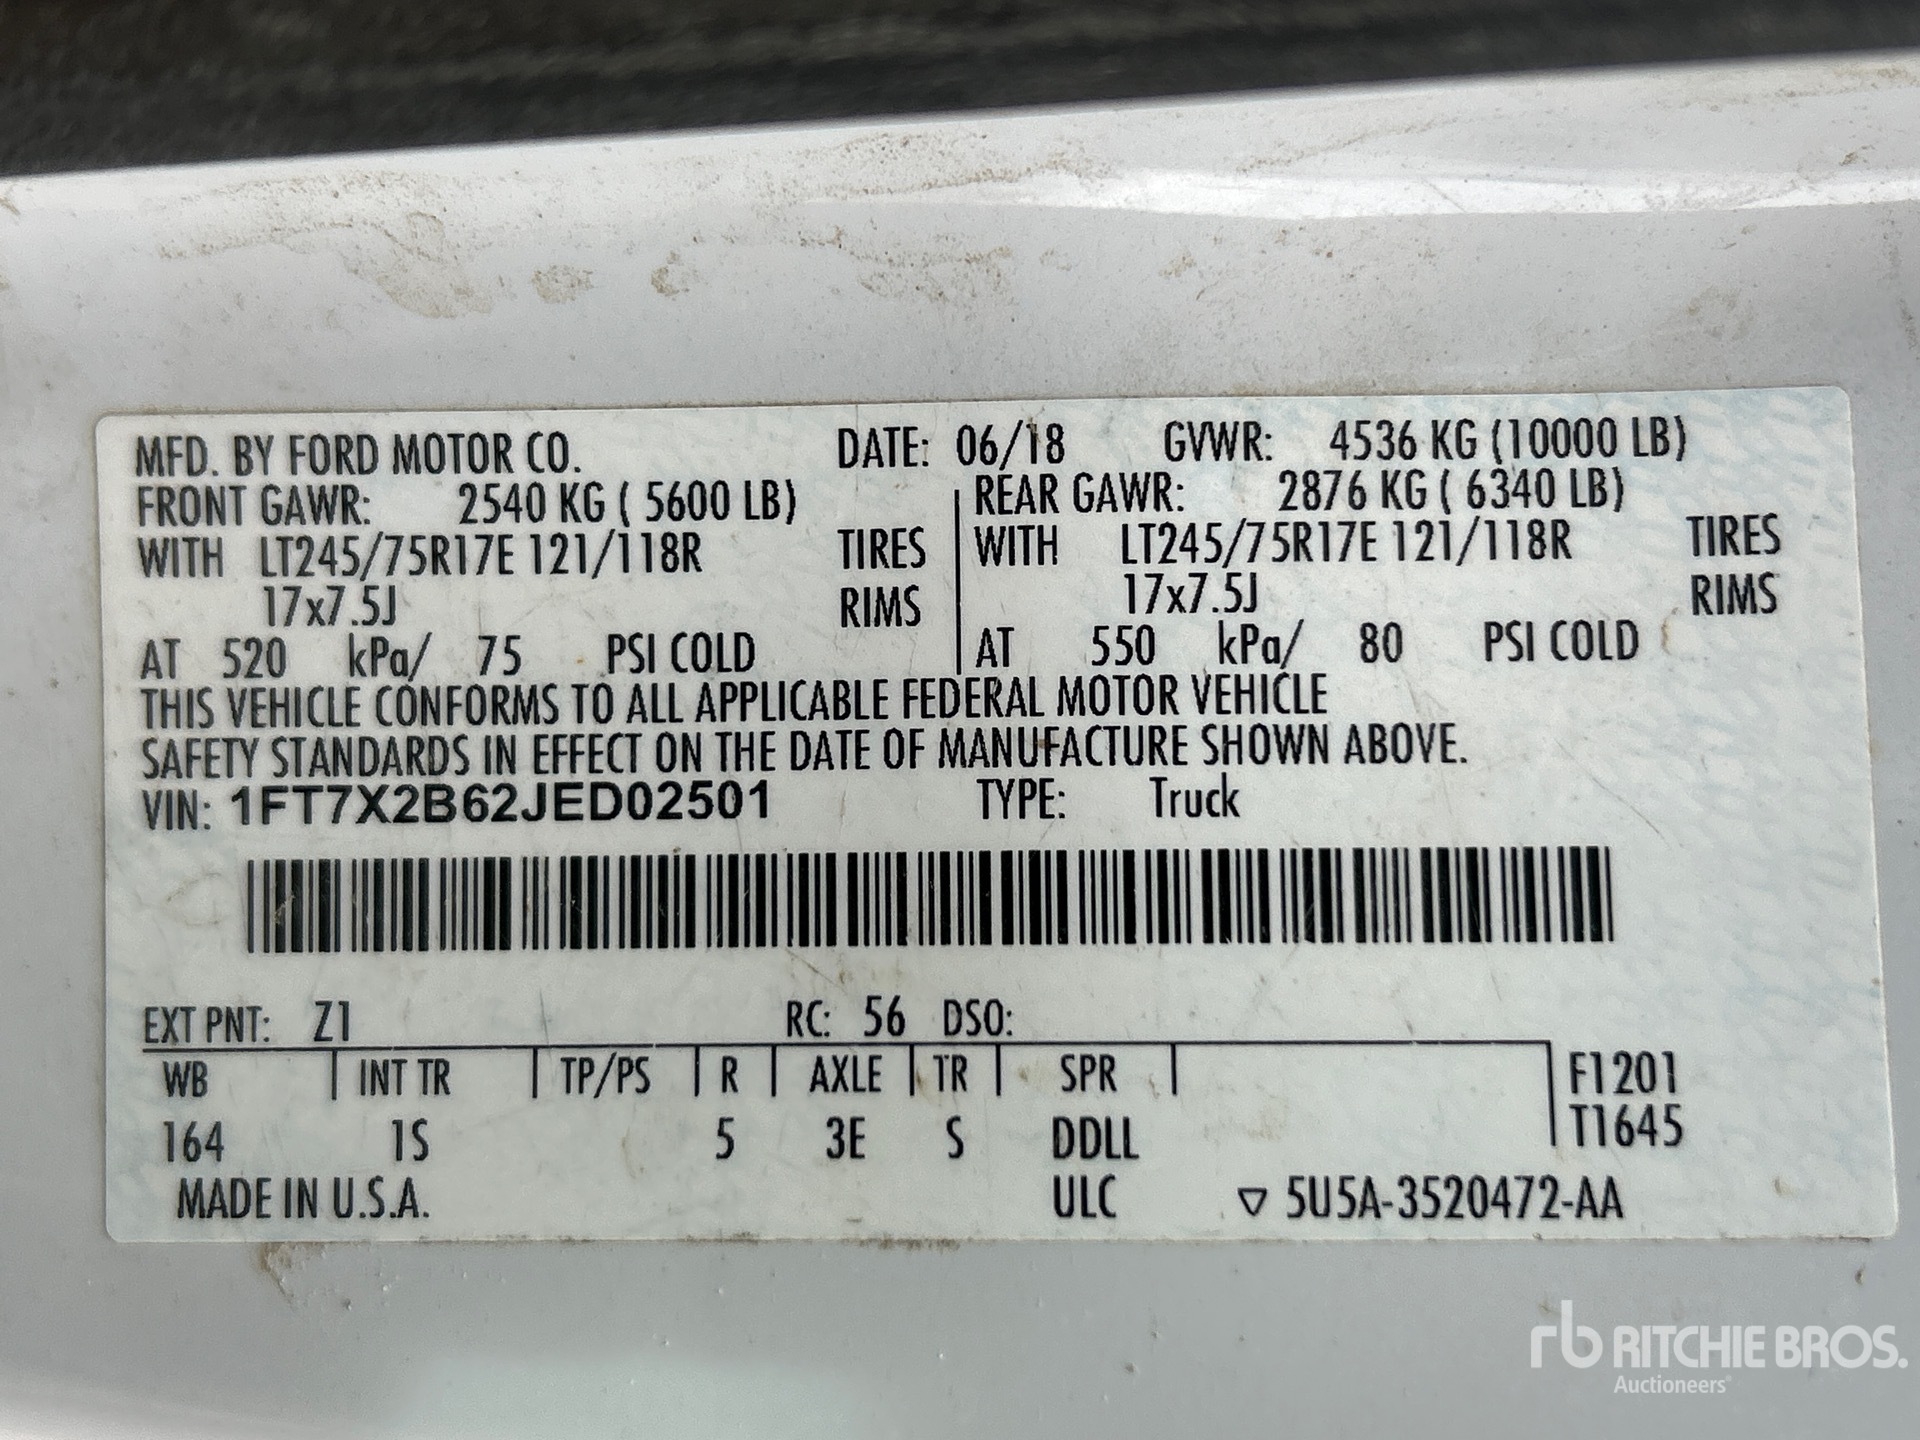 MFD. BY FORD MOTOR CO. DATE: 06/18 GVWR: 4536 KG (10000 LB)
FRONT GAWR: 2540 KG ( 5600 LB) REAR GAWR: 2876 KG ( 6340 LB)
WITH LT245/75R17E 121/118R TIRES WITH LT245/75R17E 121/118R TIRES
17x7.5J RIMS 17x7.5J RIMS
AT 520 kPa/ 75 PSI COLD AT 550 kPa/ 80 PSI COLD
THIS VEHICLE CONFORMS TO ALL APPLICABLE FEDERAL MOTOR VEHICLE
SAFETY STANDARDS IN EFFECT ON THE DATE OF MANUFACTURE SHOWN ABOVE.
VIN: 1FT7X2B62JED02501 TYPE: Truck
EXT PNT: Z1 RC: 56 DSO:
WB INT TR TP/PS R AXLE TR SPR F1201
164 1S 5 3E S DDLL T1645
MADE IN U.S.A. ULC ▽ 5U5A-3520472-AA
rb RITCHIE BROS.
Auctioneers